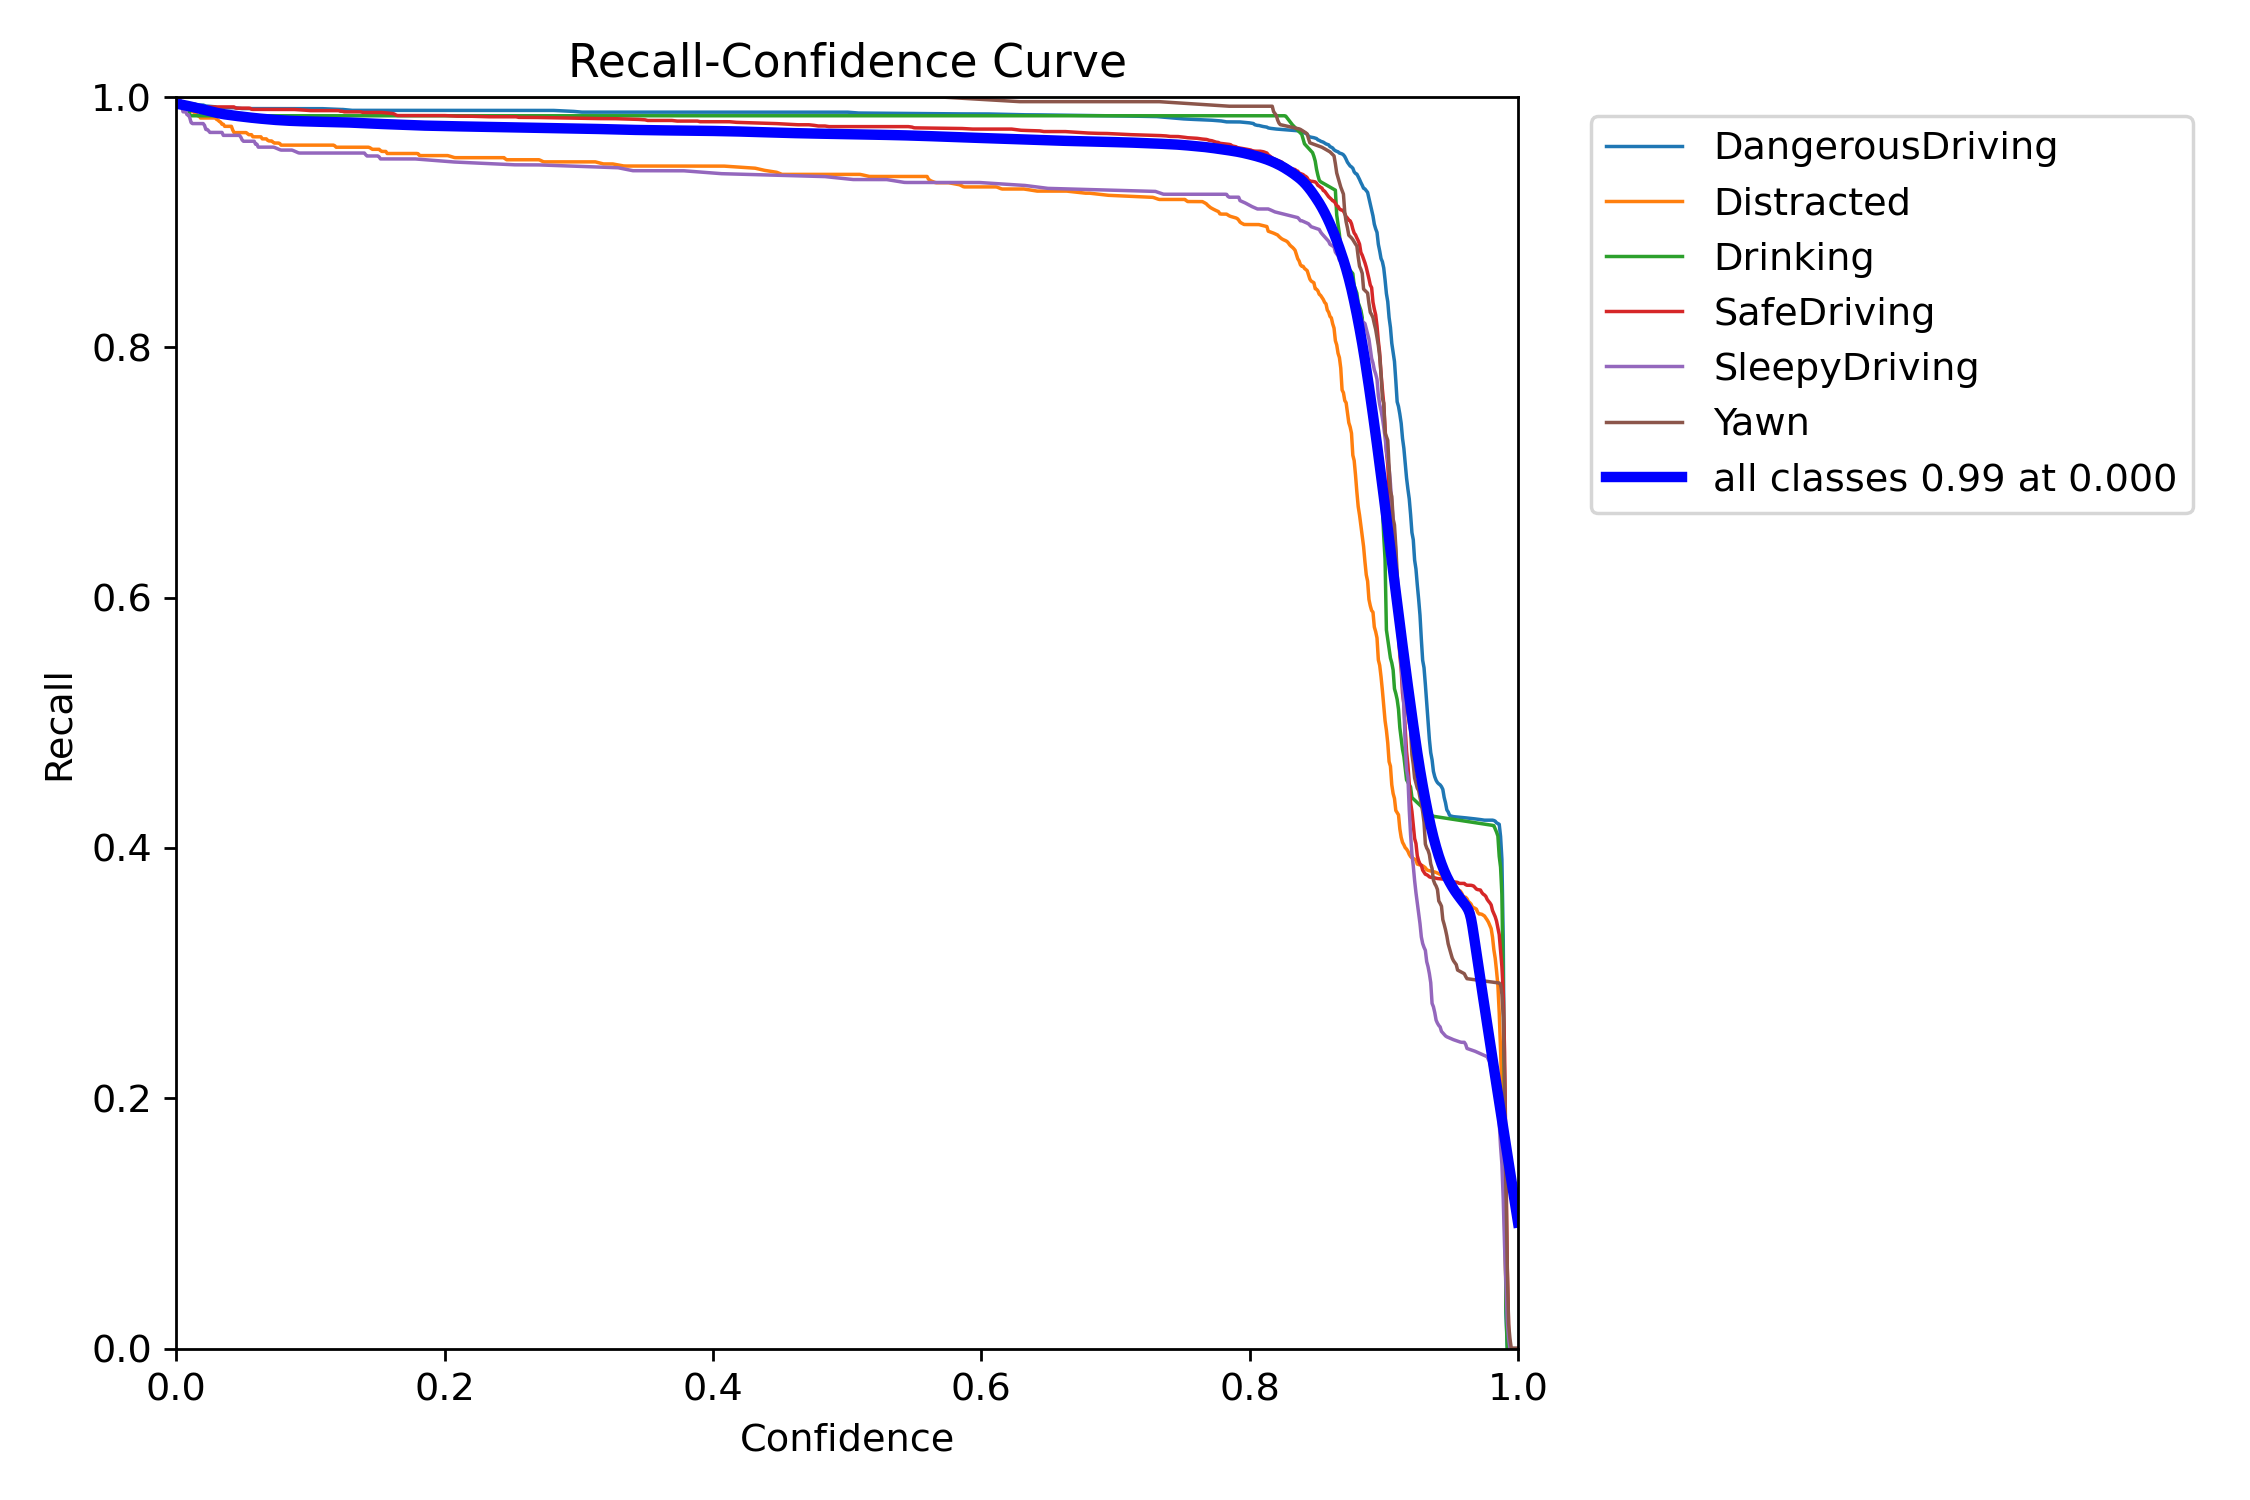 Recall-Confidence Curve
1.0
0.8
0.6
0.4
0.2
0.0
Recall
0.0 0.2 0.4 0.6 0.8 1.0
Confidence
DangerousDriving
Distracted
Drinking
SafeDriving
SleepyDriving
Yawn
all classes 0.99 at 0.000